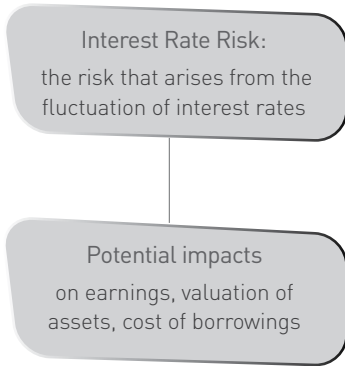 Interest Rate Risk:
the risk that arises from the
fluctuation of interest rates
Potential impacts
on earnings, valuation of
assets, cost of borrowings